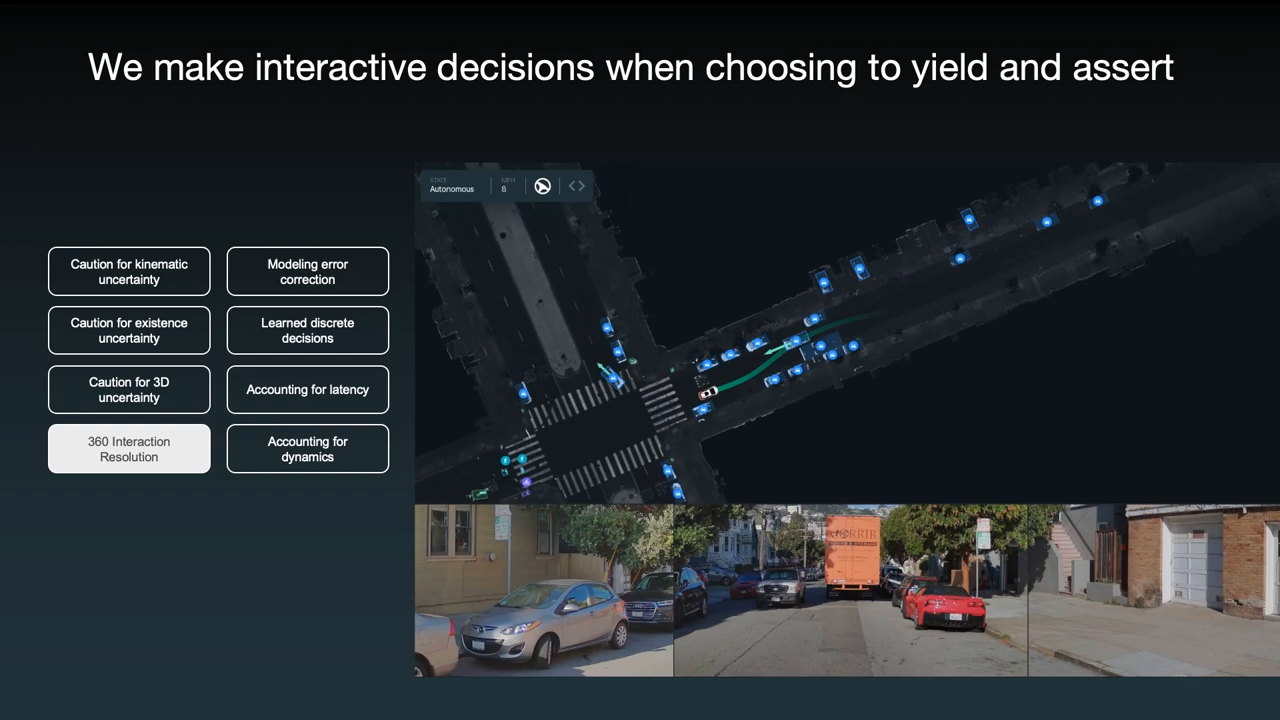 We make interactive decisions when choosing to yield and assert
STATE
Autonomous
MPH
8
Caution for kinematic
uncertainty
Modeling error
correction
Caution for existence
uncertainty
Learned discrete
decisions
Caution for 3D
uncertainty
Accounting for latency
360 Interaction
Resolution
Accounting for
dynamics